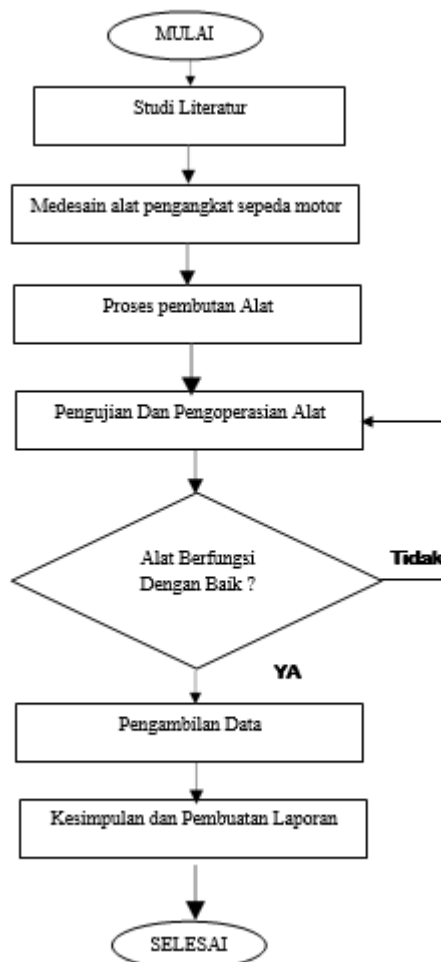 MULAI
Studi Literatur
Medesain alat pengangkat sepeda motor
Proses pembutan Alat
Pengujian Dan Pengoperasian Alat
Alat Berfungsi
Dengan Baik ?
Tidak
YA
Pengambilan Data
Kesimpulan dan Pembuatan Laporan
SELESAI